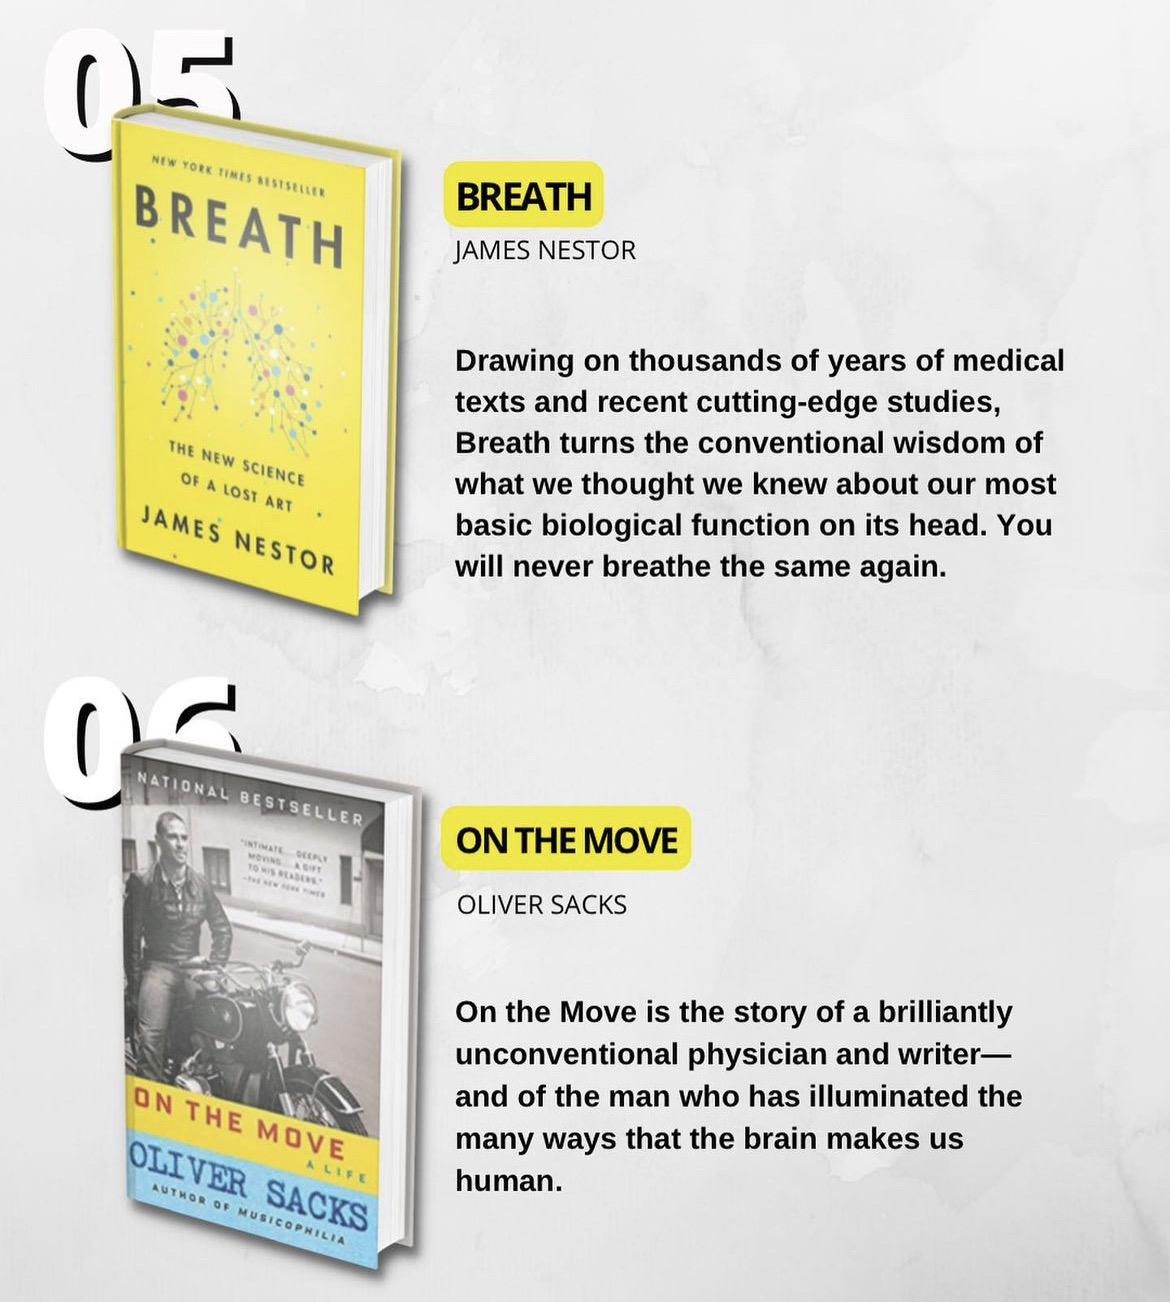 05
NEW YORK TIMES BESTSELLER
BREATH
THE NEW SCIENCE
OF A LOST ART
JAMES NESTOR
BREATH
JAMES NESTOR
Drawing on thousands of years of medical
texts and recent cutting-edge studies,
Breath turns the conventional wisdom of
what we thought we knew about our most
basic biological function on its head. You
will never breathe the same again.
06
NATIONAL BESTSELLER
"INTIMATE... DEEPLY
MOVING... A GIFT
TO HIS READERS."
—THE NEW YORK TIMES
ON THE MOVE
A LIFE
OLIVER SACKS
AUTHOR OF MUSICOPHILIA
ON THE MOVE
OLIVER SACKS
On the Move is the story of a brilliantly
unconventional physician and writer—
and of the man who has illuminated the
many ways that the brain makes us
human.